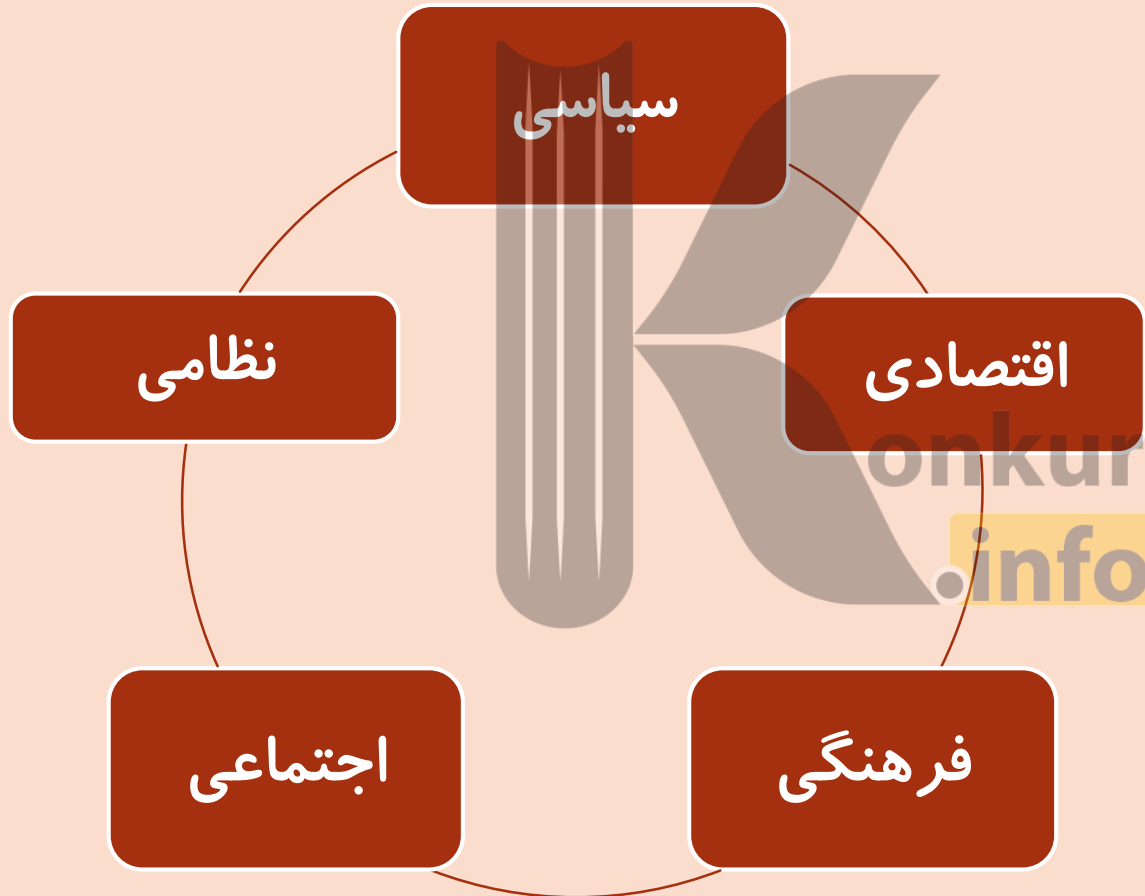 سیاسی
نظامی
اقتصادی
Konkur
.info
اجتماعی
فرهنگی